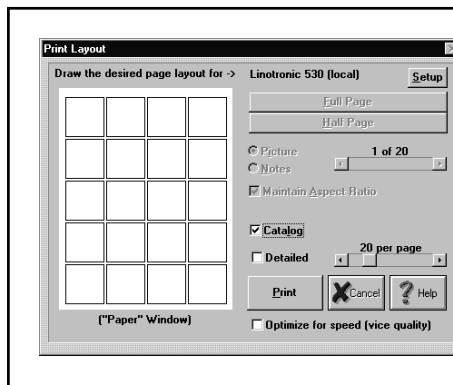 Print Layout
Draw the desired page layout for -> Linotronic 530 (local)
Setup
Full Page
Half Page
Picture
1 of 20
Notes
Maintain Aspect Ratio
Catalog
20 per page
Detailed
Print
Cancel
Help
("Paper" Window)
Optimize for speed (vice quality)